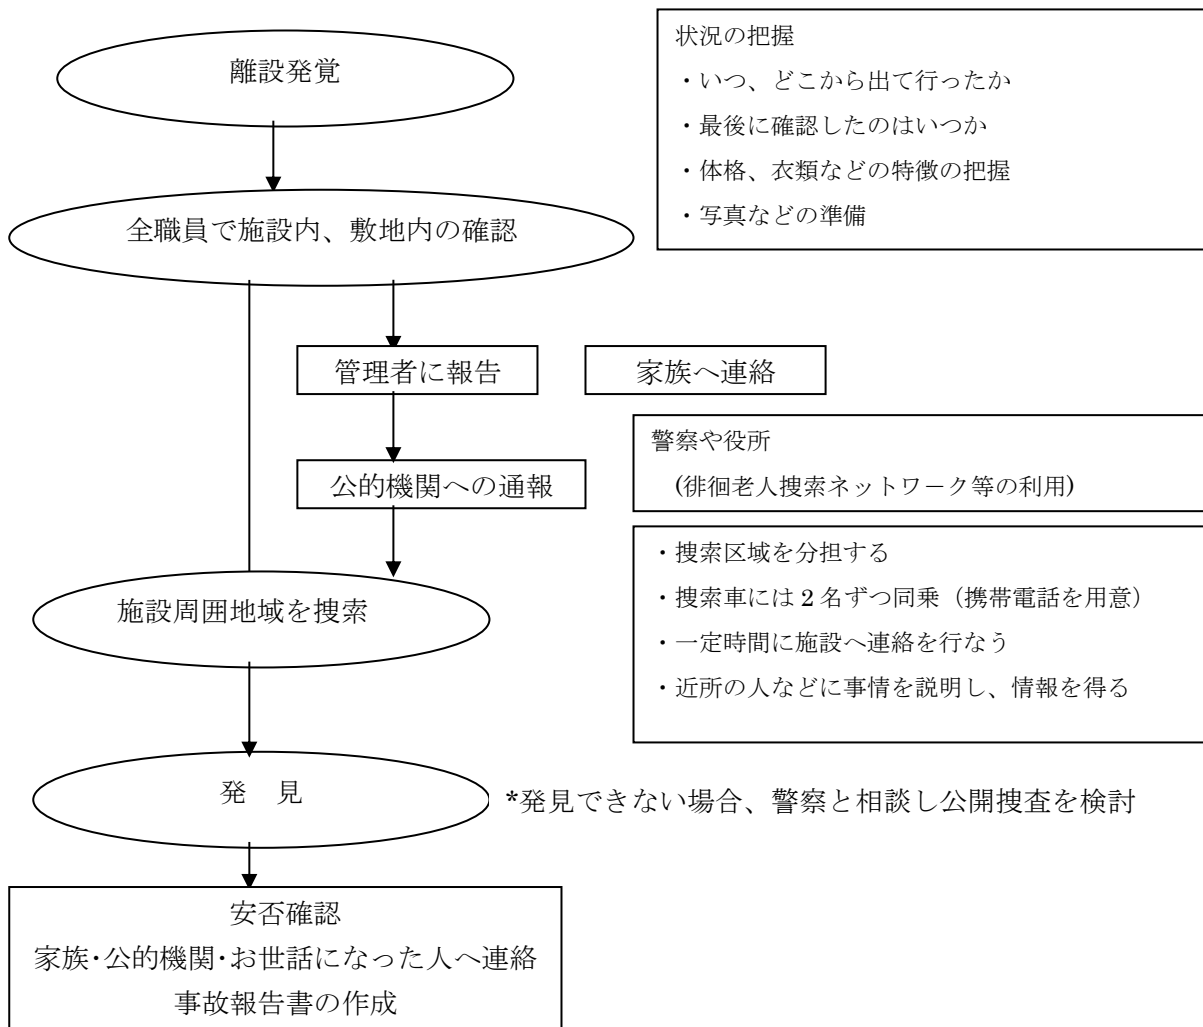 離設発覚
状況の把握
・いつ、どこから出て行ったか
・最後に確認したのはいつか
・体格、衣類などの特徴の把握
・写真などの準備
全職員で施設内、敷地内の確認
管理者に報告
家族へ連絡
公的機関への通報
警察や役所
(徘徊老人捜索ネットワーク等の利用)
施設周囲地域を捜索
・捜索区域を分担する
・捜索車には 2 名ずつ同乗（携帯電話を用意）
・一定時間に施設へ連絡を行なう
・近所の人などに事情を説明し、情報を得る
発　見
*発見できない場合、警察と相談し公開捜査を検討
安否確認
家族･公的機関･お世話になった人へ連絡
事故報告書の作成